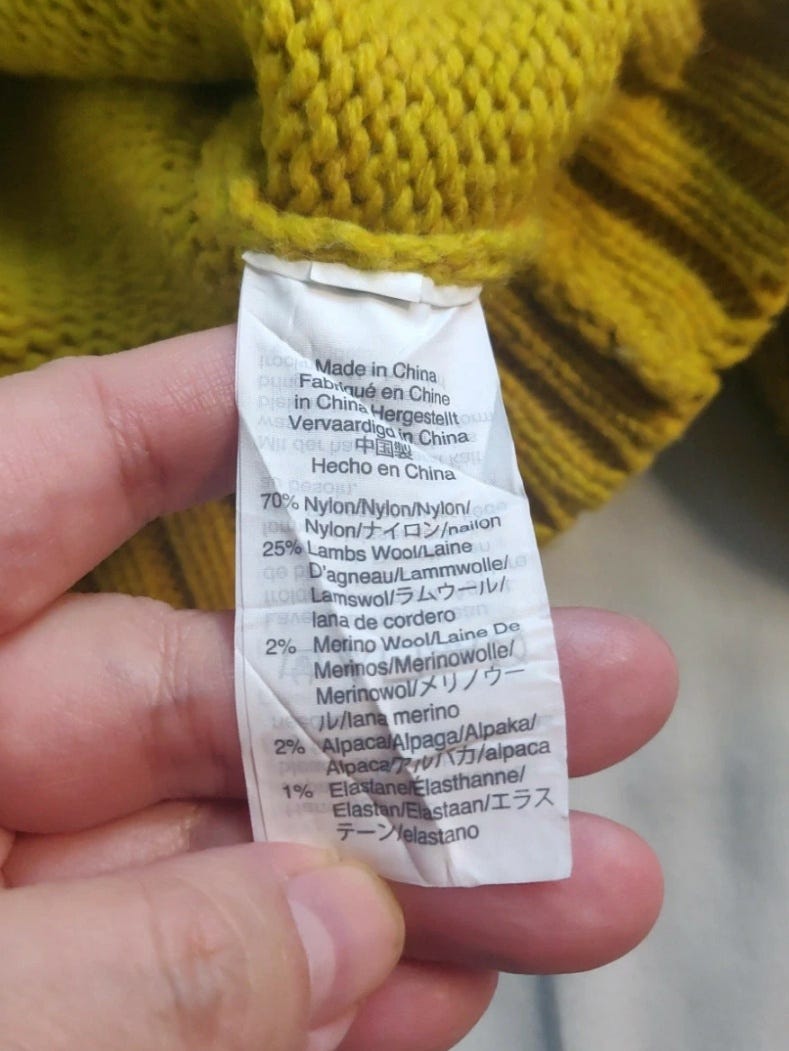 Made in China
Fabriqué en Chine
in China Hergestellt
Vervaardigd in China
中国製
Hecho en China
70% Nylon/Nylon/Nylon/
Nylon/ナイロン/nailon
25% Lambs Wool/Laine
D'agneau/Lammwolle/
Lamswol/ラムウール/
lana de cordero
2% Merino Wool/Laine De
Merinos/Merinowolle/
Merinowol/メリノウー
ル/lana merino
2% Alpaca/Alpaga/Alpaka/
Alpaca/アルパカ/alpaca
1% Elastane/Elasthanne/
Elastan/Elastaan/エラス
テーン/elastano